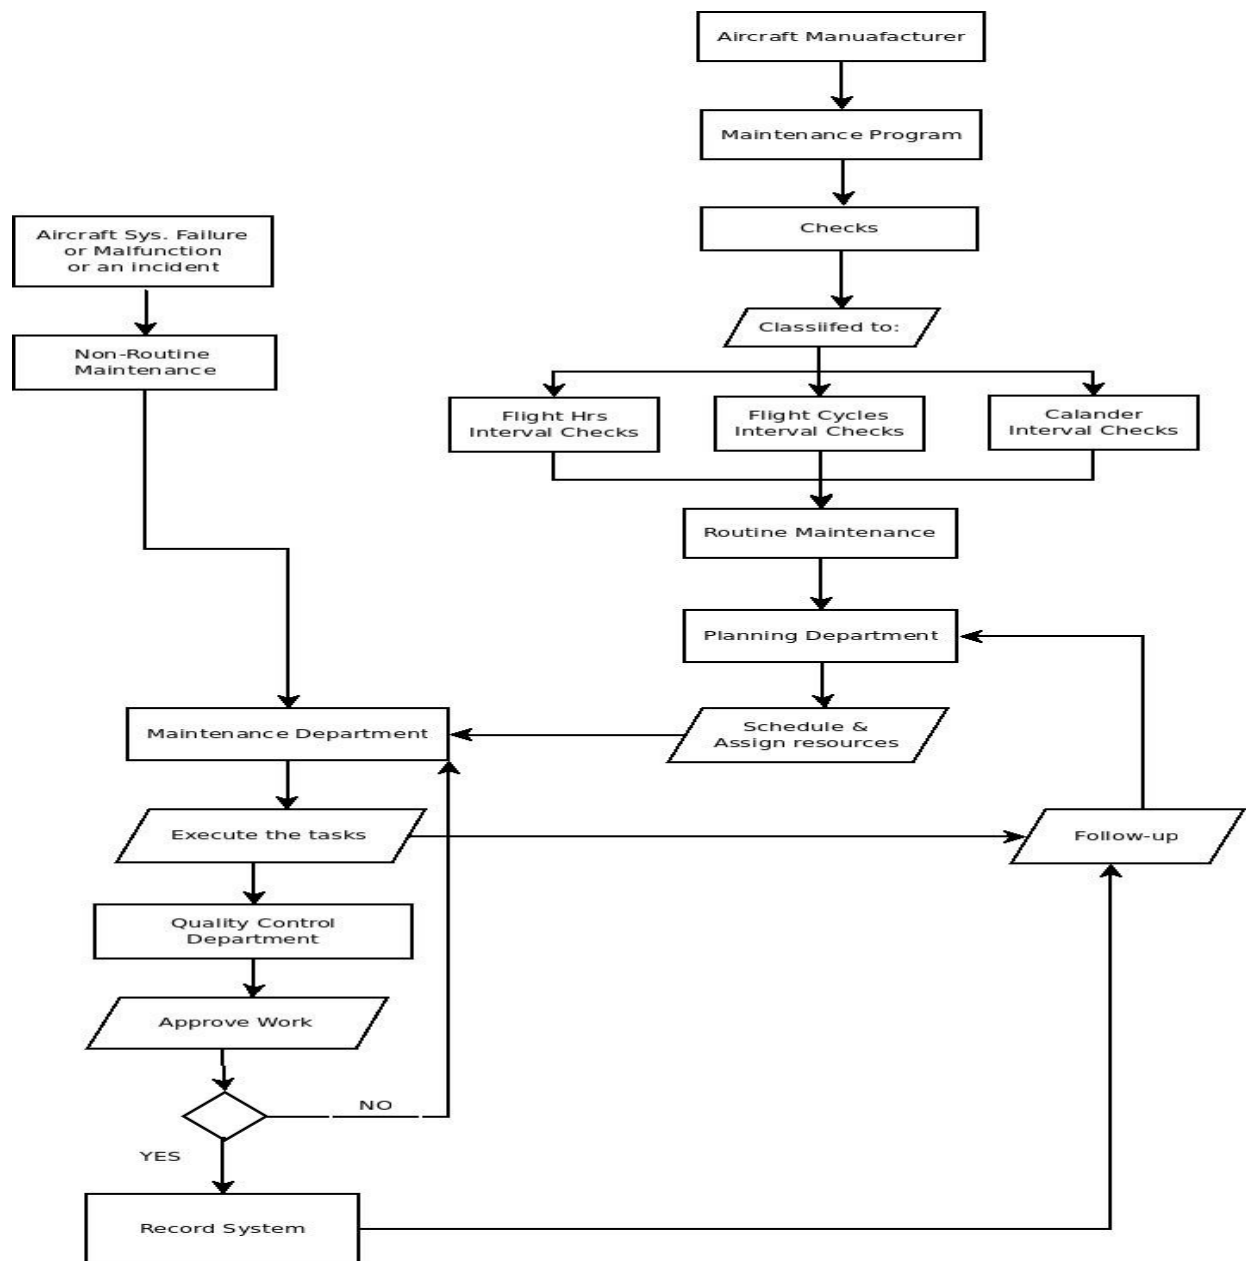 Aircraft Manuafacturer
Maintenance Program
Checks
Aircraft Sys. Failure
or Malfunction
or an incident
Classiifed to:
Non-Routine
Maintenance
Flight Hrs
Interval Checks
Flight Cycles
Interval Checks
Calander
Interval Checks
Routine Maintenance
Planning Department
Schedule &
Assign resources
Maintenance Department
Execute the tasks
Follow-up
Quality Control
Department
Approve Work
NO
YES
Record System